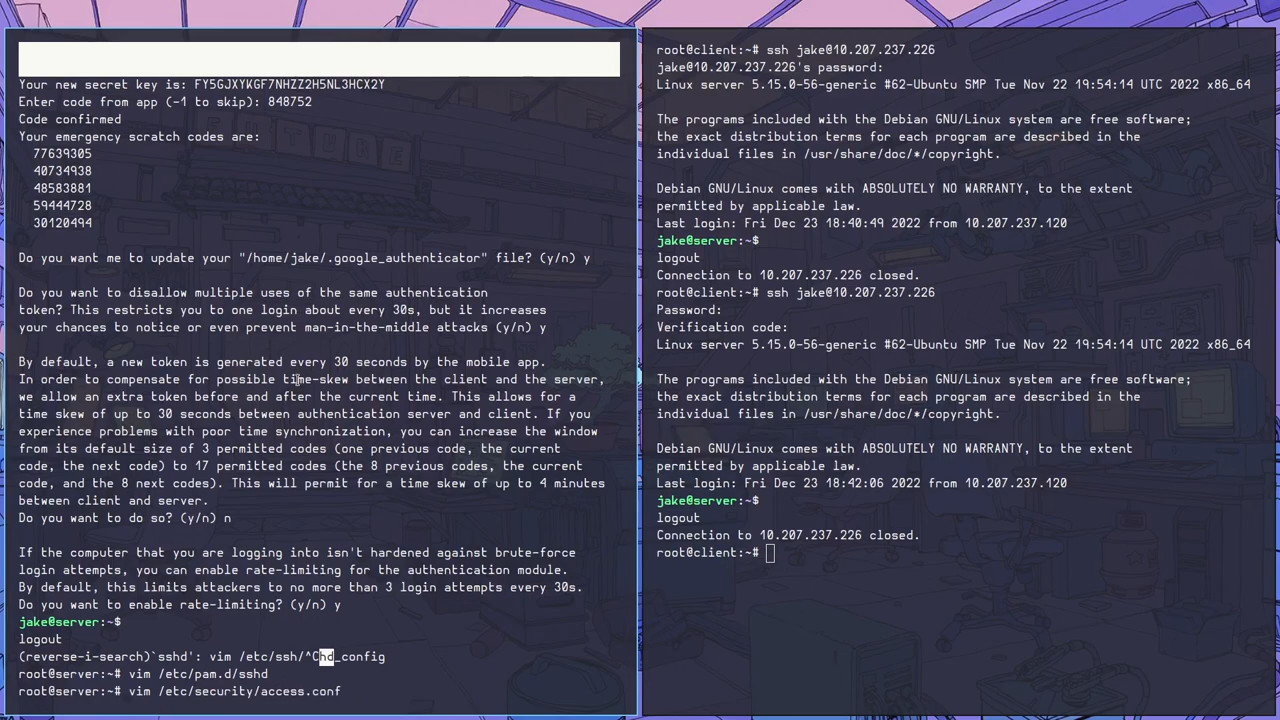 Your new secret key is: FY5GJXYKGF7NHZZ2H5NL3HCX2Y
Enter code from app (-1 to skip): 848752
Code confirmed
Your emergency scratch codes are:
77639305
40734938
48583881
59444728
30120494
Do you want me to update your "/home/jake/.google_authenticator" file? (y/n) y
Do you want to disallow multiple uses of the same authentication
token? This restricts you to one login about every 30s, but it increases
your chances to notice or even prevent man-in-the-middle attacks (y/n) y
By default, a new token is generated every 30 seconds by the mobile app.
In order to compensate for possible time-skew between the client and the server,
we allow an extra token before and after the current time. This allows for a
time skew of up to 30 seconds between authentication server and client. If you
experience problems with poor time synchronization, you can increase the window
from its default size of 3 permitted codes (one previous code, the current
code, the next code) to 17 permitted codes (the 8 previous codes, the current
code, and the 8 next codes). This will permit for a time skew of up to 4 minutes
between client and server.
Do you want to do so? (y/n) n
If the computer that you are logging into isn't hardened against brute-force
login attempts, you can enable rate-limiting for the authentication module.
By default, this limits attackers to no more than 3 login attempts every 30s.
Do you want to enable rate-limiting? (y/n) y
jake@server:~$
logout
(reverse-i-search)`sshd': vim /etc/ssh/^Chd_config
root@server:~# vim /etc/pam.d/sshd
root@server:~# vim /etc/security/access.conf
root@client:~# ssh jake@10.207.237.226
jake@10.207.237.226's password:
Linux server 5.15.0-56-generic #62-Ubuntu SMP Tue Nov 22 19:54:14 UTC 2022 x86_64
The programs included with the Debian GNU/Linux system are free software;
the exact distribution terms for each program are described in the
individual files in /usr/share/doc/*/copyright.
Debian GNU/Linux comes with ABSOLUTELY NO WARRANTY, to the extent
permitted by applicable law.
Last login: Fri Dec 23 18:40:49 2022 from 10.207.237.120
jake@server:~$
logout
Connection to 10.207.237.226 closed.
root@client:~# ssh jake@10.207.237.226
Password:
Verification code:
Linux server 5.15.0-56-generic #62-Ubuntu SMP Tue Nov 22 19:54:14 UTC 2022 x86_64
The programs included with the Debian GNU/Linux system are free software;
the exact distribution terms for each program are described in the
individual files in /usr/share/doc/*/copyright.
Debian GNU/Linux comes with ABSOLUTELY NO WARRANTY, to the extent
permitted by applicable law.
Last login: Fri Dec 23 18:42:06 2022 from 10.207.237.120
jake@server:~$
logout
Connection to 10.207.237.226 closed.
root@client:~#